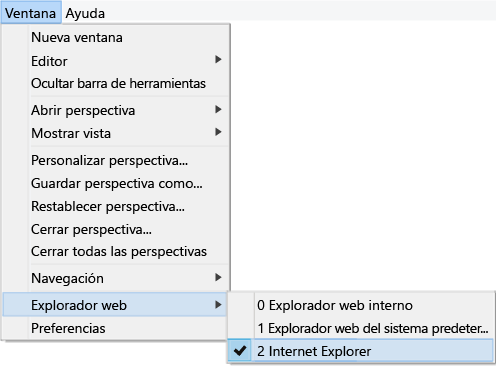 Ventana Ayuda
Nueva ventana
Editor
Ocultar barra de herramientas
Abrir perspectiva
Mostrar vista
Personalizar perspectiva...
Guardar perspectiva como...
Restablecer perspectiva...
Cerrar perspectiva...
Cerrar todas las perspectivas
Navegación
Explorador web
Preferencias
0 Explorador web interno
1 Explorador web del sistema predeter...
2 Internet Explorer